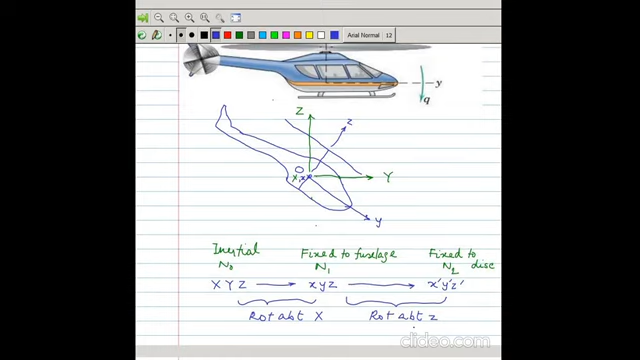 Arial Normal 12
y
q
Z
z
O
X,x
Y
y
Inertial Fixed to fuselage Fixed to disc
N₀ N₁ N₂
XYZ → xyz → x'y'z'
Rot abt X Rot abt z
clideo.com